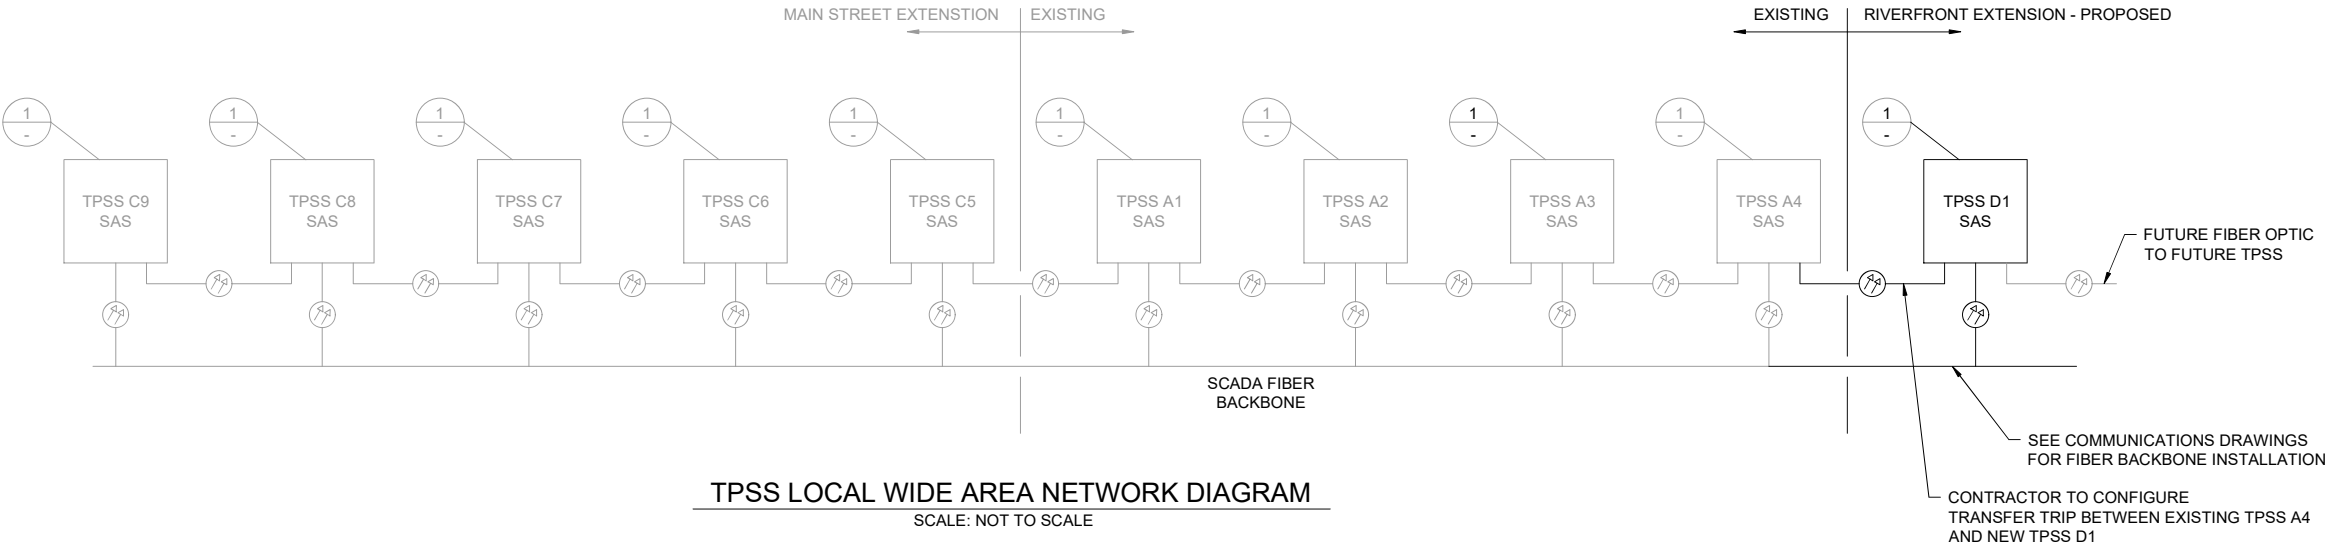 MAIN STREET EXTENSTION
EXISTING
EXISTING
RIVERFRONT EXTENSION - PROPOSED
1
-
1
-
1
-
1
-
1
-
1
-
1
-
1
-
1
-
1
-
TPSS C9
SAS
TPSS C8
SAS
TPSS C7
SAS
TPSS C6
SAS
TPSS C5
SAS
TPSS A1
SAS
TPSS A2
SAS
TPSS A3
SAS
TPSS A4
SAS
TPSS D1
SAS
FUTURE FIBER OPTIC
TO FUTURE TPSS
SCADA FIBER
BACKBONE
SEE COMMUNICATIONS DRAWINGS
FOR FIBER BACKBONE INSTALLATION
CONTRACTOR TO CONFIGURE
TRANSFER TRIP BETWEEN EXISTING TPSS A4
AND NEW TPSS D1
TPSS LOCAL WIDE AREA NETWORK DIAGRAM
SCALE: NOT TO SCALE